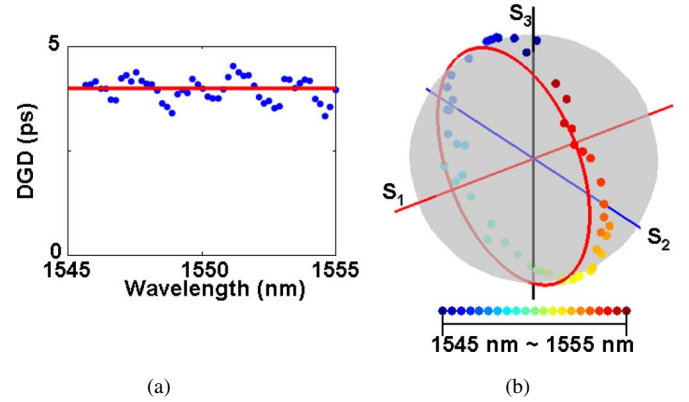 5
DGD (ps)
0
1545
1550
1555
Wavelength (nm)
(a)
S3
S1
S2
1545 nm ~ 1555 nm
(b)